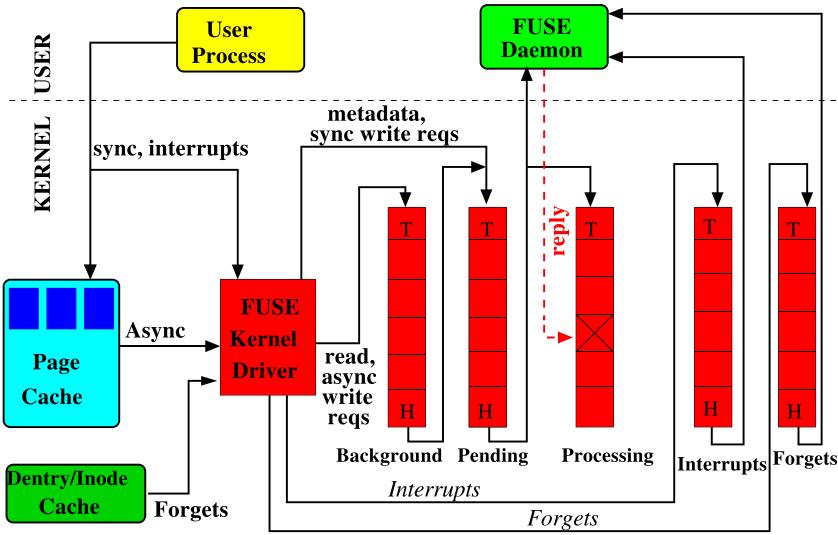 USER
User
Process
FUSE
Daemon
KERNEL
metadata,
sync write reqs
sync, interrupts
reply
T
T
T
T
T
FUSE
Kernel
Driver
Async
Page
Cache
read,
async
write
reqs
H
H
H
H
Background
Pending
Processing
Interrupts
Forgets
Dentry/Inode
Cache
Forgets
Interrupts
Forgets